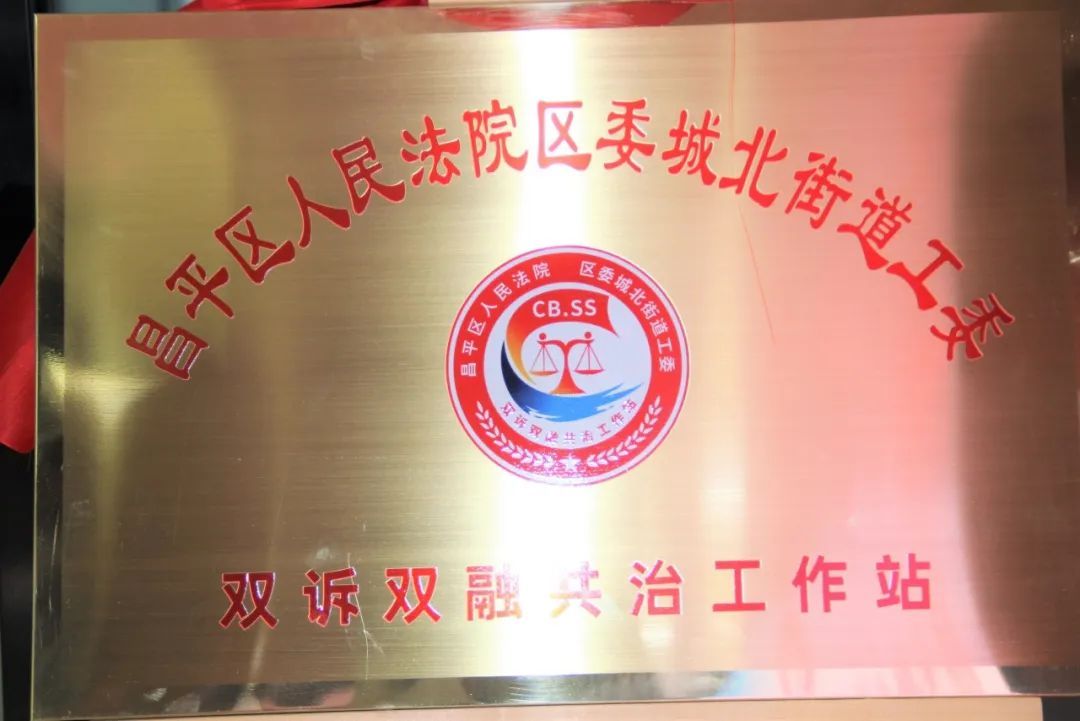 昌平区人民法院区委城北街道工委
昌平区人民法院 区委城北街道工委
CB.SS
双诉双融共治工作站
双诉双融共治工作站